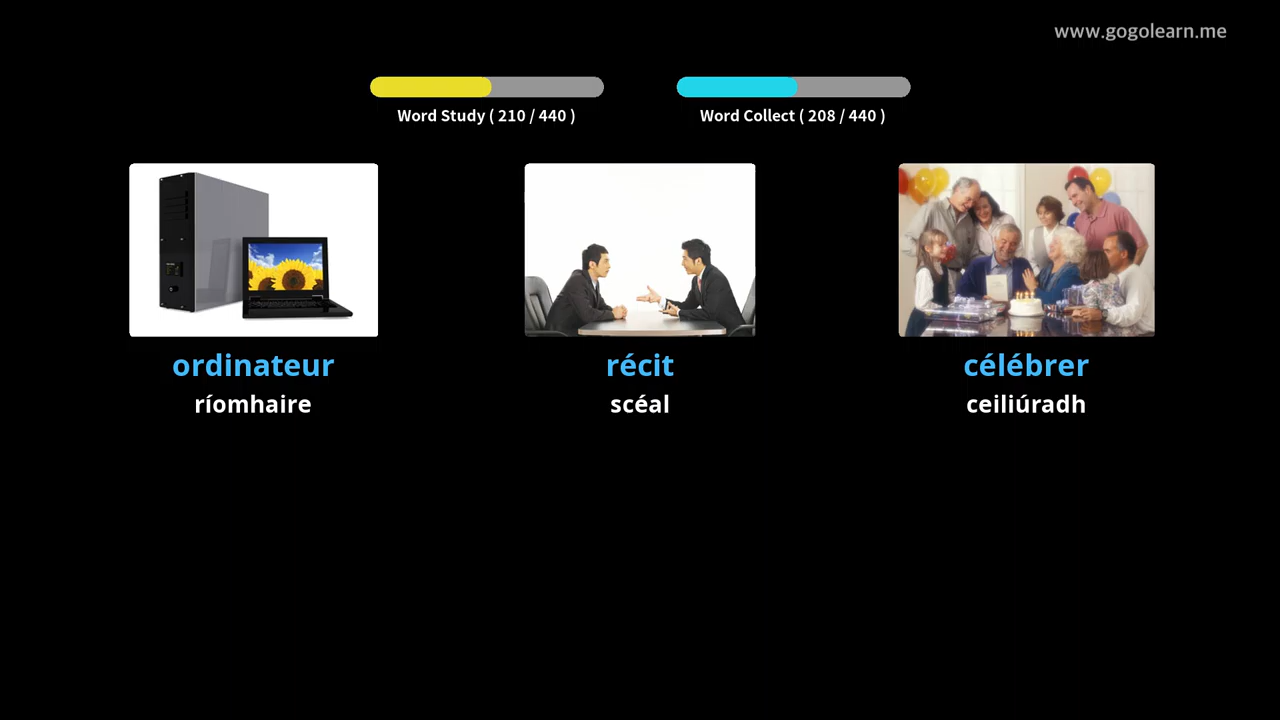 www.gogolearn.me
Word Study ( 210 / 440 )
Word Collect ( 208 / 440 )
ordinateur
ríomhaire
récit
scéal
célébrer
ceiliúradh